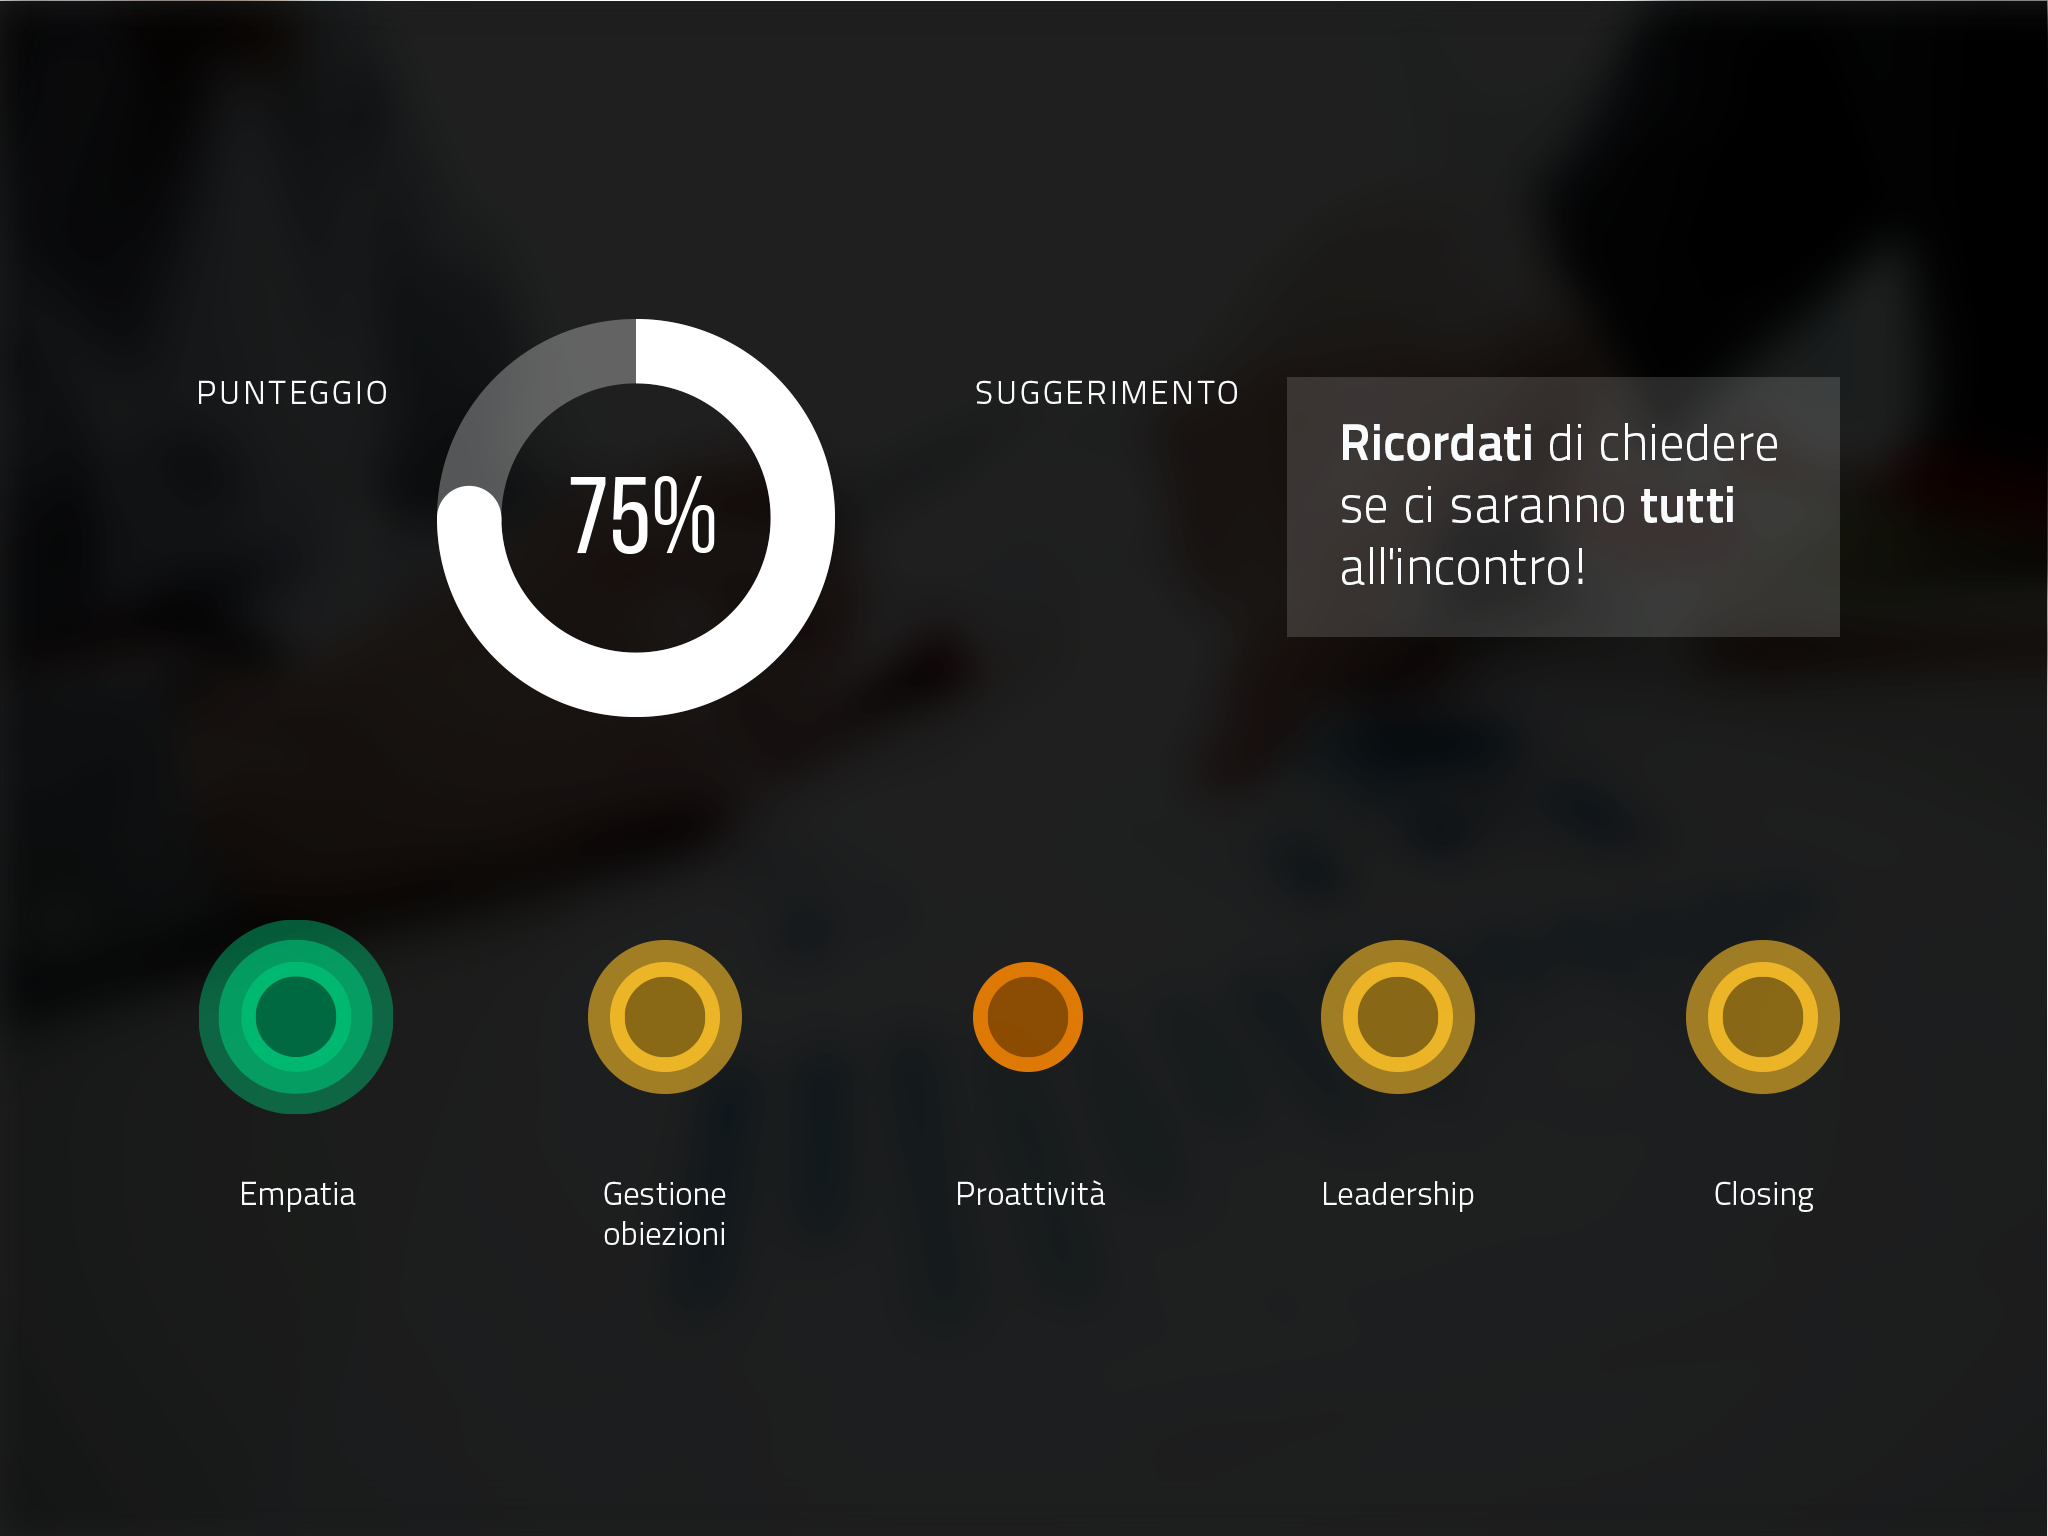 PUNTEGGIO
75%
SUGGERIMENTO
Ricordati di chiedere
se ci saranno tutti
all'incontro!
Empatia
Gestione
obiezioni
Proattività
Leadership
Closing